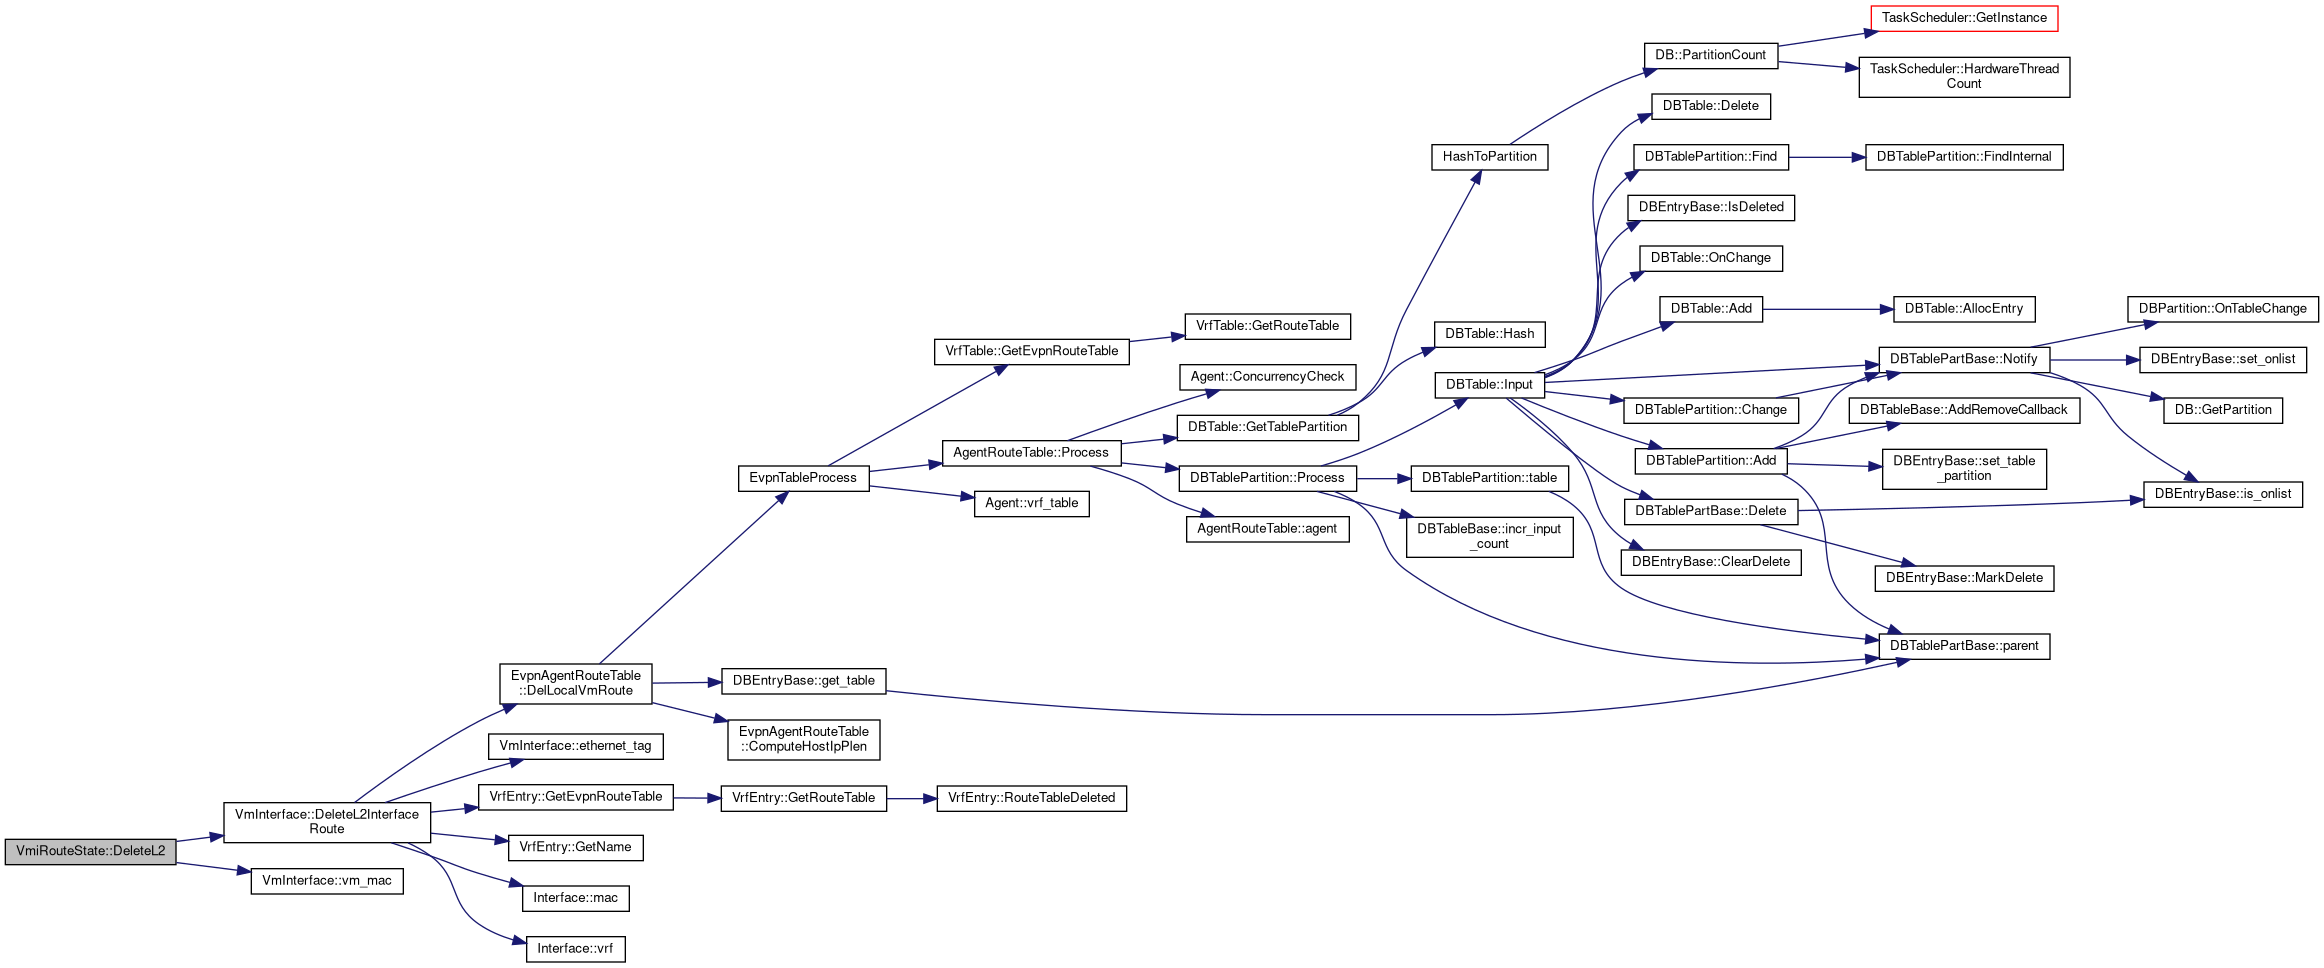 VmiRouteState::DeleteL2
VmInterface::DeleteL2Interface
Route
VmInterface::vm_mac
EvpnAgentRouteTable
::DelLocalVmRoute
VmInterface::ethernet_tag
VrfEntry::GetEvpnRouteTable
VrfEntry::GetName
Interface::mac
Interface::vrf
EvpnTableProcess
DBEntryBase::get_table
EvpnAgentRouteTable
::ComputeHostIpPlen
VrfEntry::GetRouteTable
VrfEntry::RouteTableDeleted
VrfTable::GetEvpnRouteTable
AgentRouteTable::Process
Agent::vrf_table
VrfTable::GetRouteTable
Agent::ConcurrencyCheck
DBTable::GetTablePartition
DBTablePartition::Process
AgentRouteTable::agent
HashToPartition
DBTable::Hash
DBTable::Input
DBTablePartition::table
DBTableBase::incr_input
_count
DB::PartitionCount
DBTable::Delete
DBTablePartition::Find
DBEntryBase::IsDeleted
DBTable::OnChange
DBTable::Add
DBTablePartition::Change
DBTablePartition::Add
DBTablePartBase::Delete
DBEntryBase::ClearDelete
TaskScheduler::GetInstance
TaskScheduler::HardwareThread
Count
DBTablePartition::FindInternal
DBTable::AllocEntry
DBTablePartBase::Notify
DBTableBase::AddRemoveCallback
DBEntryBase::set_table
_partition
DBEntryBase::MarkDelete
DBTablePartBase::parent
DBPartition::OnTableChange
DBEntryBase::set_onlist
DB::GetPartition
DBEntryBase::is_onlist